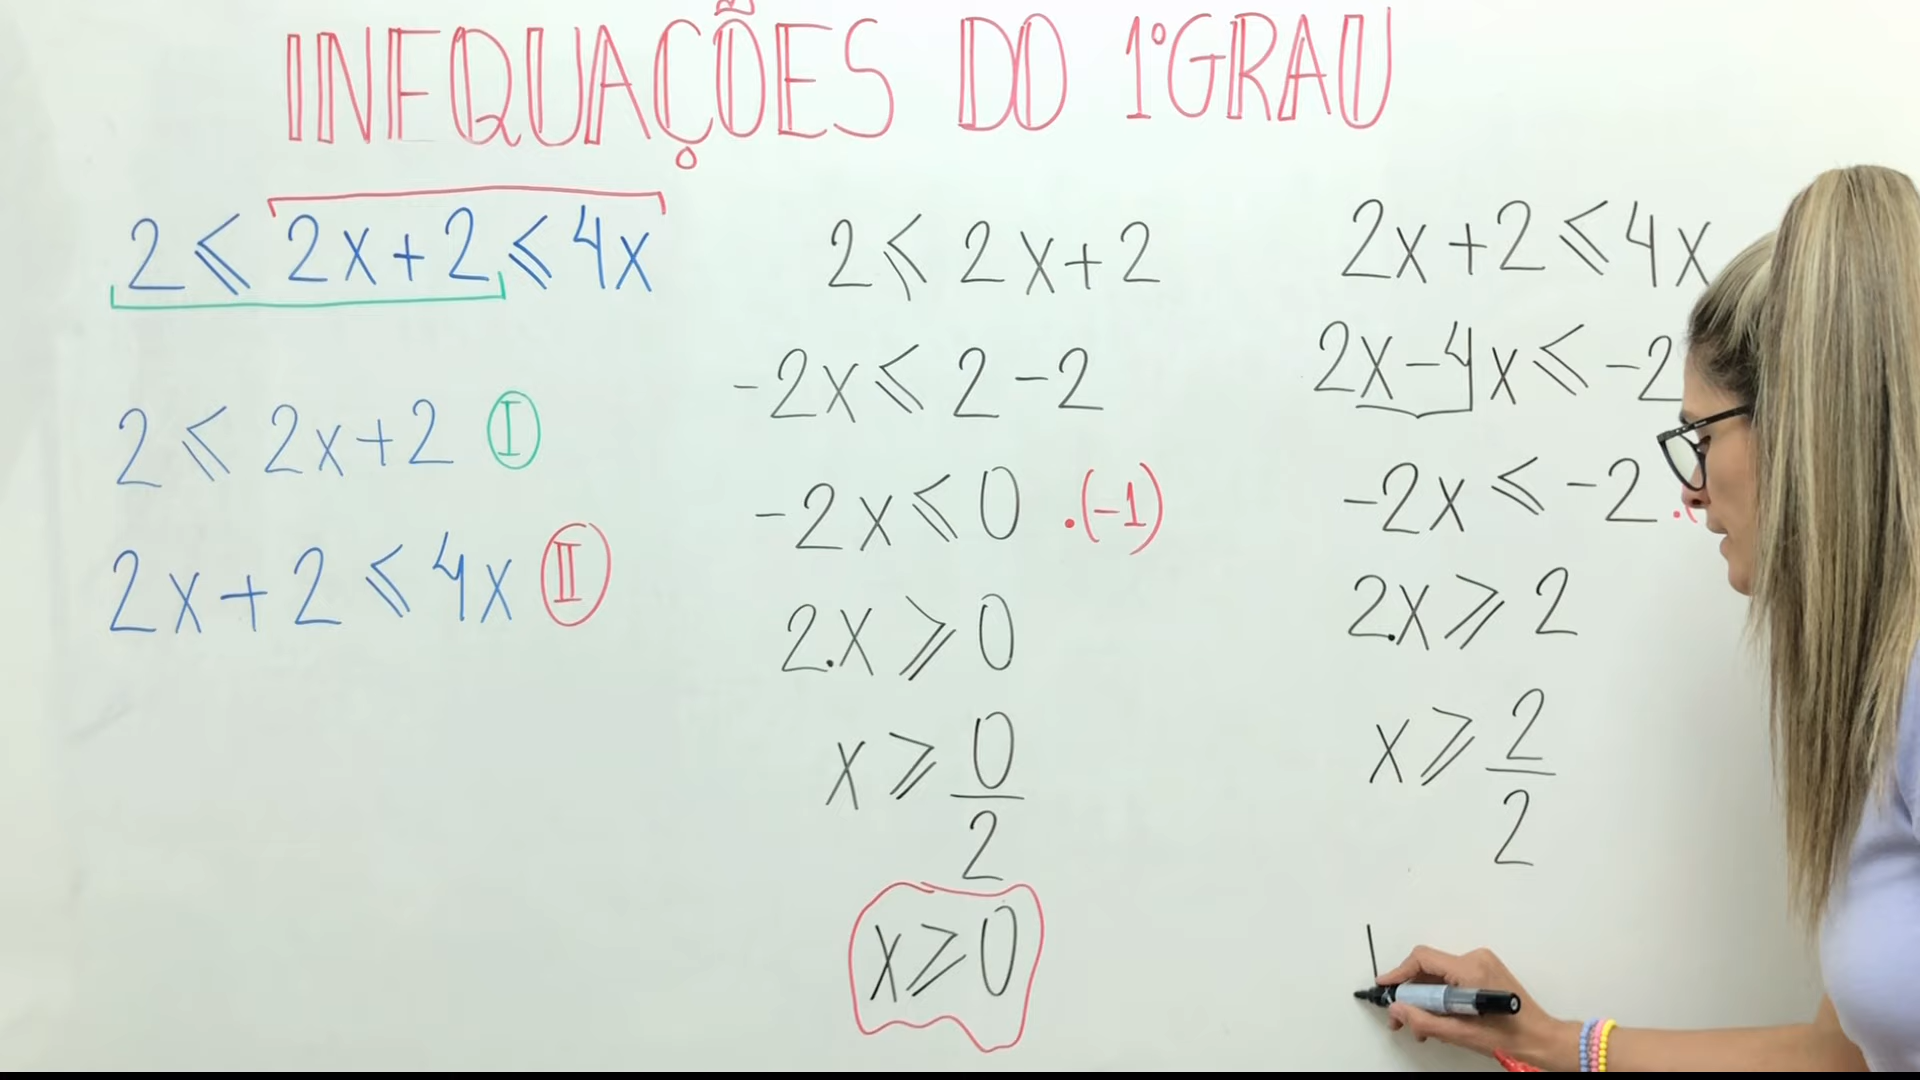 INEQUAÇÕES DO 1º GRAU
2 ⩽ 2x+2 ⩽ 4x
2 ⩽ 2x+2 I
2x+2 ⩽ 4x II
2 ⩽ 2x+2
-2x ⩽ 2-2
-2x ⩽ 0 .(-1)
2.x ⩾ 0
x ⩾ 0/2
x ⩾ 0
2x+2 ⩽ 4x
2x-4x ⩽ -2
-2x ⩽ -2 .(
2.x ⩾ 2
x ⩾ 2/2